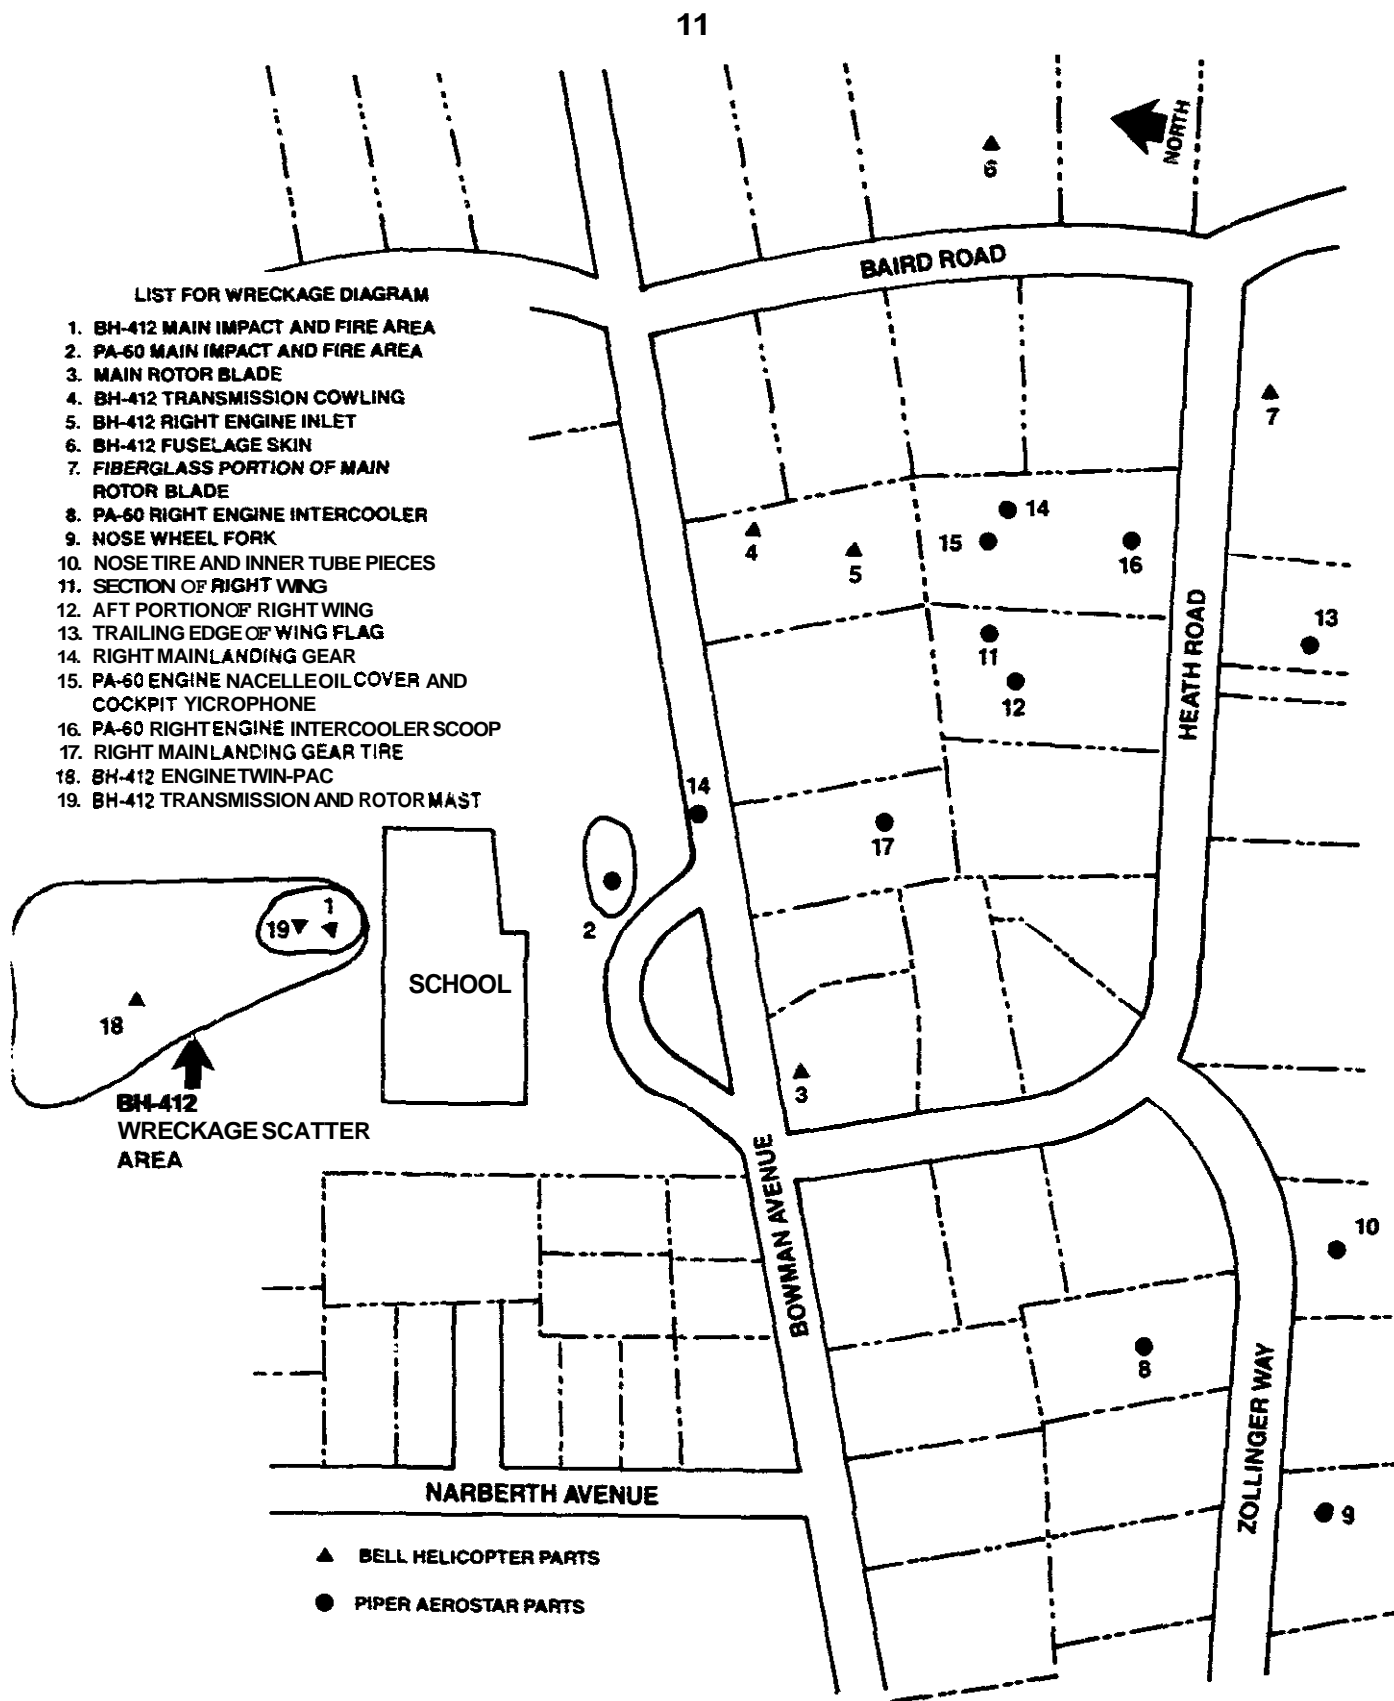 11
NORTH
6
BAIRD ROAD
LIST FOR WRECKAGE DIAGRAM
1. BH-412 MAIN IMPACT AND FIRE AREA
2. PA-60 MAIN IMPACT AND FIRE AREA
3. MAIN ROTOR BLADE
4. BH-412 TRANSMISSION COWLING
5. BH-412 RIGHT ENGINE INLET
6. BH-412 FUSELAGE SKIN
7. FIBERGLASS PORTION OF MAIN
ROTOR BLADE
8. PA-60 RIGHT ENGINE INTERCOOLER
9. NOSE WHEEL FORK
10. NOSE TIRE AND INNER TUBE PIECES
11. SECTION OF RIGHT WING
12. AFT PORTION OF RIGHT WING
13. TRAILING EDGE OF WING FLAG
14. RIGHT MAIN LANDING GEAR
15. PA-60 ENGINE NACELLE OIL COVER AND
COCKPIT YICROPHONE
16. PA-60 RIGHT ENGINE INTERCOOLER SCOOP
17. RIGHT MAIN LANDING GEAR TIRE
18. BH-412 ENGINE TWIN-PAC
19. BH-412 TRANSMISSION AND ROTOR MAST
7
14
4
15
5
16
HEATH ROAD
13
11
12
14
17
1
19
2
SCHOOL
18
3
BH-412
WRECKAGE SCATTER
AREA
BOWMAN AVENUE
10
8
ZOLLINGER WAY
NARBERTH AVENUE
9
BELL HELICOPTER PARTS
PIPER AEROSTAR PARTS